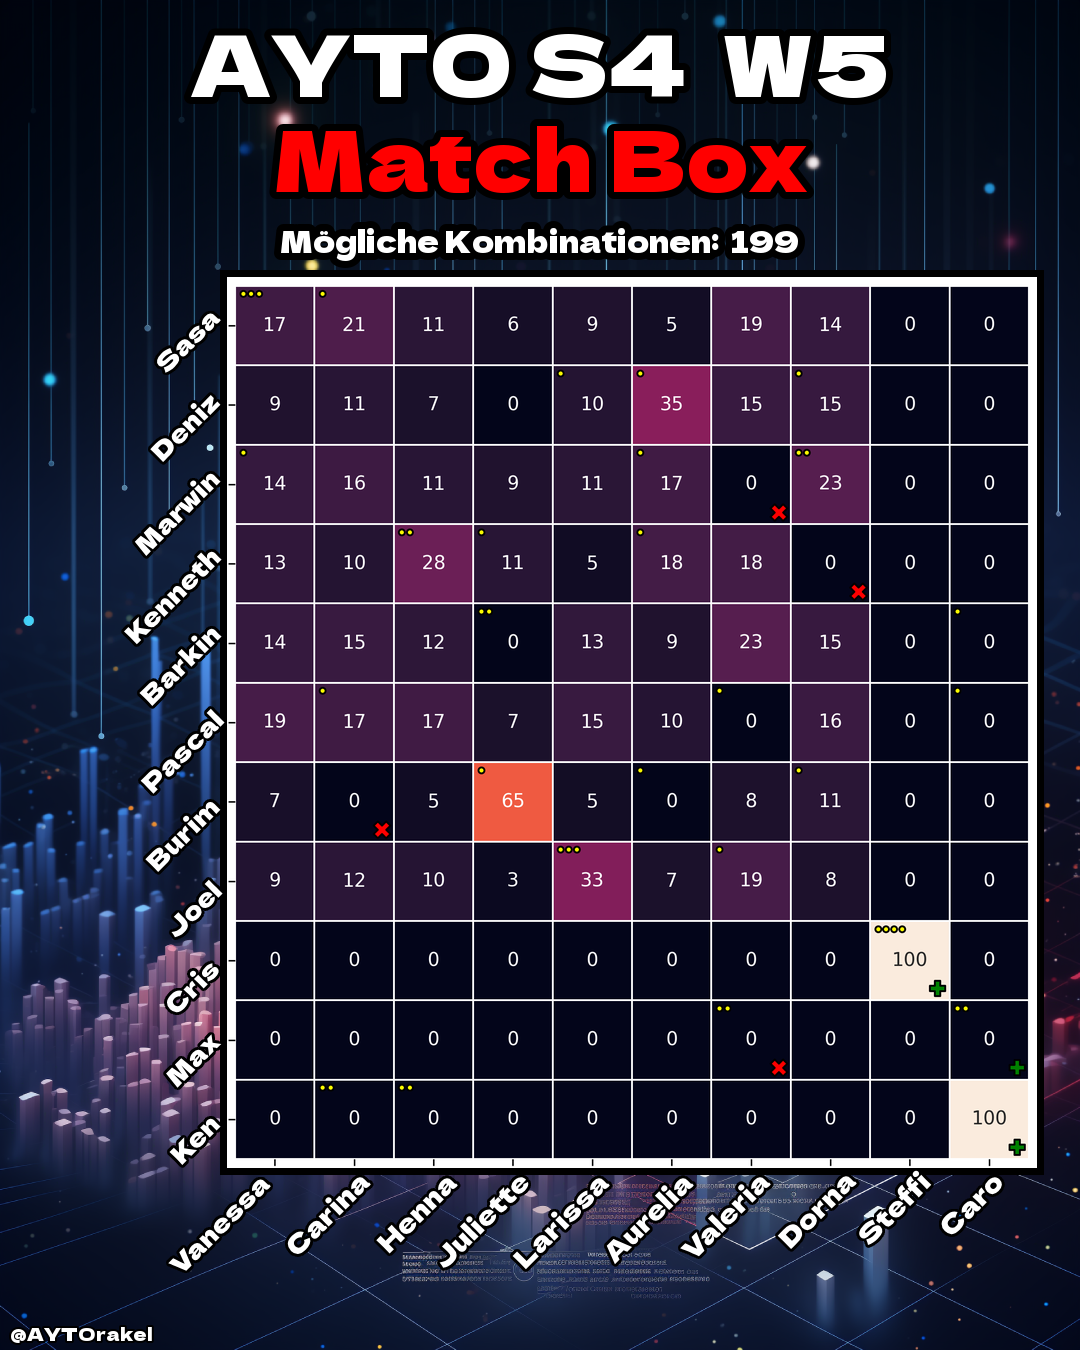 AYTO S4 W5
Match Box
Mögliche Kombinationen: 199
Sasa 17 21 11 6 9 5 19 14 0 0
Deniz 9 11 7 0 10 35 15 15 0 0
Marwin 14 16 11 9 11 17 0 23 0 0
Kenneth 13 10 28 11 5 18 18 0 0 0
Barkin 14 15 12 0 13 9 23 15 0 0
Pascal 19 17 17 7 15 10 0 16 0 0
Burim 7 0 5 65 5 0 8 11 0 0
Joel 9 12 10 3 33 7 19 8 0 0
Cris 0 0 0 0 0 0 0 0 100 0
Max 0 0 0 0 0 0 0 0 0 0
Ken 0 0 0 0 0 0 0 0 0 100
Vanessa Carina Henna Juliette Larissa Aurelia Valeria Dorna Steffi Caro
@AYTOrakel